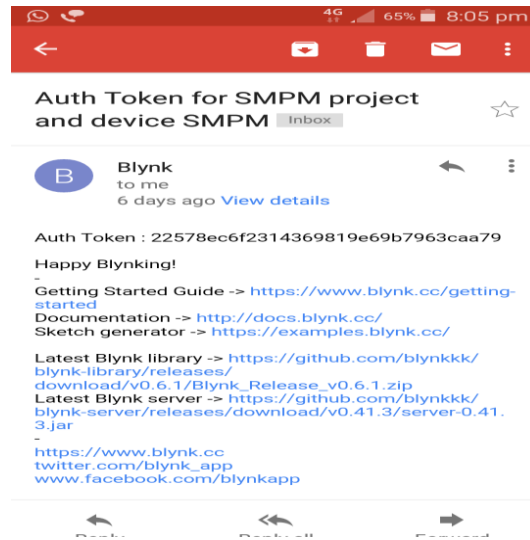 4G 65% 8:05 pm
Auth Token for SMPM project
and device SMPM Inbox
B Blynk
to me
6 days ago View details
Auth Token : 22578ec6f2314369819e69b7963caa79
Happy Blynking!
-
Getting Started Guide -> https://www.blynk.cc/getting-
started
Documentation -> http://docs.blynk.cc/
Sketch generator -> https://examples.blynk.cc/
Latest Blynk library -> https://github.com/blynkkk/
blynk-library/releases/
download/v0.6.1/Blynk_Release_v0.6.1.zip
Latest Blynk server -> https://github.com/blynkkk/
blynk-server/releases/download/v0.41.3/server-0.41.
3.jar
-
https://www.blynk.cc
twitter.com/blynk_app
www.facebook.com/blynkapp
Reply Reply all Forward